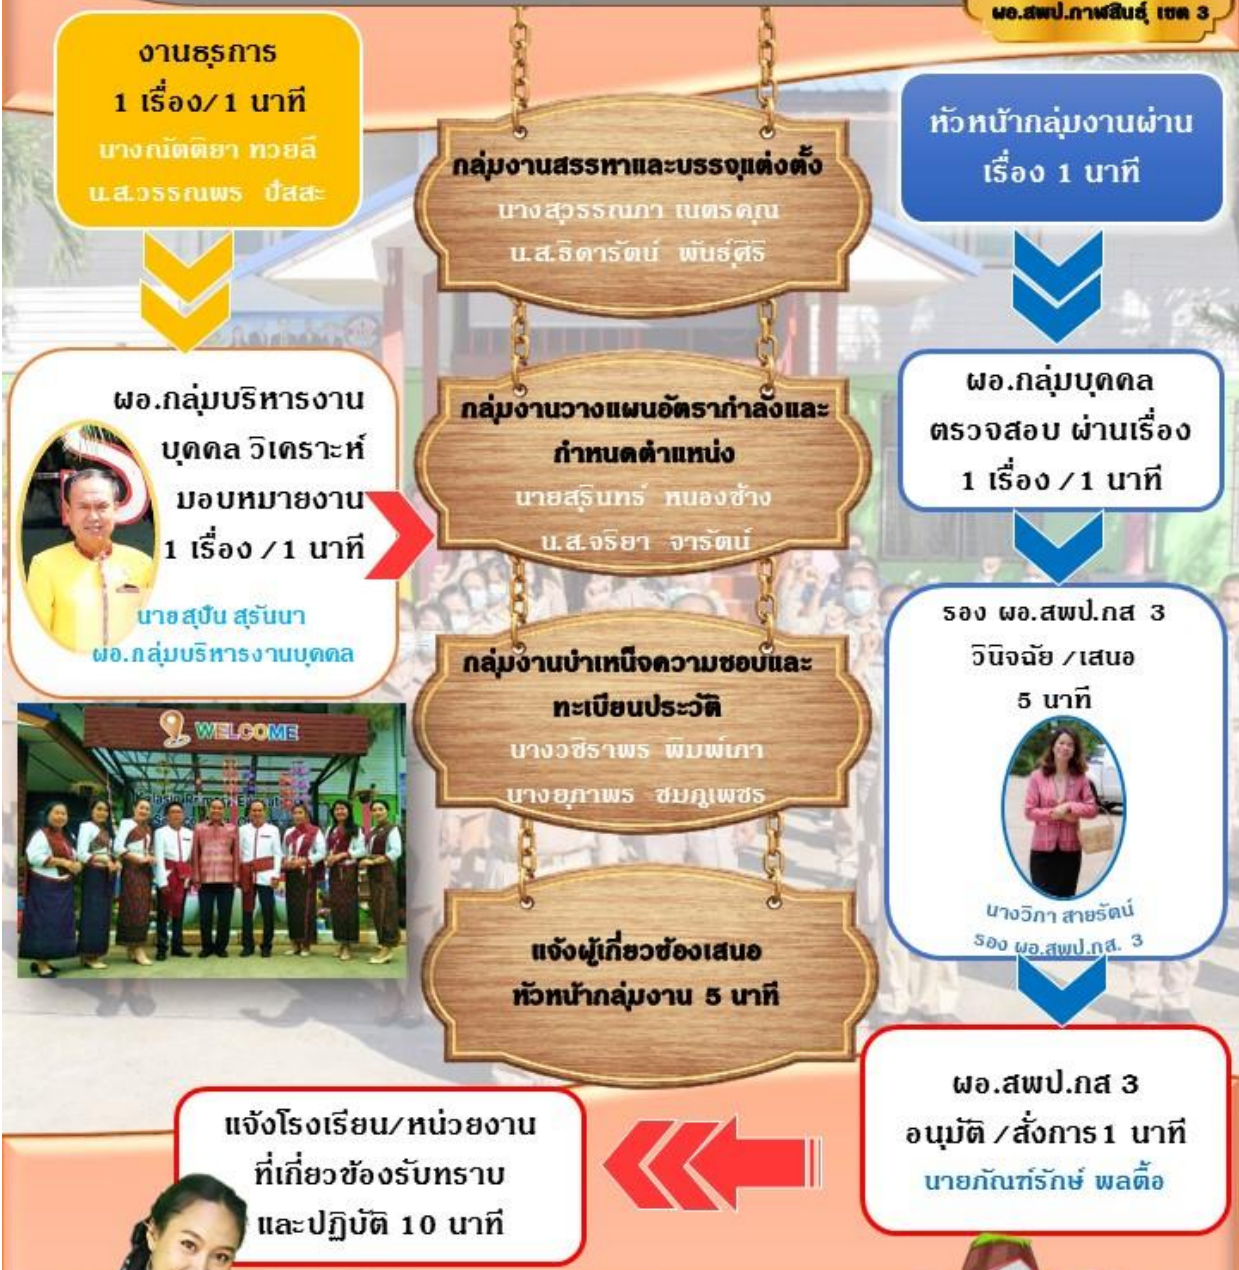 ผอ.สพป.กาฬสินธุ์ เขต 3
งานธุรการ
1 เรื่อง/1 นาที
นางณัตติยา ทวยลี
น.ส.วรรณพร ปัสสะ
ผอ.กลุ่มบริหารงาน
บุคคล วิเคราะห์
มอบหมายงาน
1 เรื่อง /1 นาที
นายสุปัน สุรันนา
ผอ.กลุ่มบริหารงานบุคคล
WELCOME
กลุ่มงานสรรหาและบรรจุแต่งตั้ง
นางสุวรรณภา เนตรคุณ
น.ส.ธิดารัตน์ พันธุ์ศิริ
กลุ่มงานวางแผนอัตรากำลังและ
กำหนดตำแหน่ง
นายสุรินทร์ หนองช้าง
น.ส.จริยา จารัตน์
กลุ่มงานบำเหน็จความชอบและ
ทะเบียนประวัติ
นางวชิราพร พิมพ์เภา
นางยุภาพร ชมภูเพชร
แจ้งผู้เกี่ยวข้องเสนอ
หัวหน้ากลุ่มงาน 5 นาที
หัวหน้ากลุ่มงานผ่าน
เรื่อง 1 นาที
ผอ.กลุ่มบุคคล
ตรวจสอบ ผ่านเรื่อง
1 เรื่อง /1 นาที
รอง ผอ.สพป.กส 3
วินิจฉัย /เสนอ
5 นาที
นางวิภา สายรัตน์
รอง ผอ.สพป.กส. 3
ผอ.สพป.กส 3
อนุมัติ /สั่งการ1 นาที
นายภัณฑ์รักษ์ พลตื้อ
แจ้งโรงเรียน/หน่วยงาน
ที่เกี่ยวข้องรับทราบ
และปฏิบัติ 10 นาที